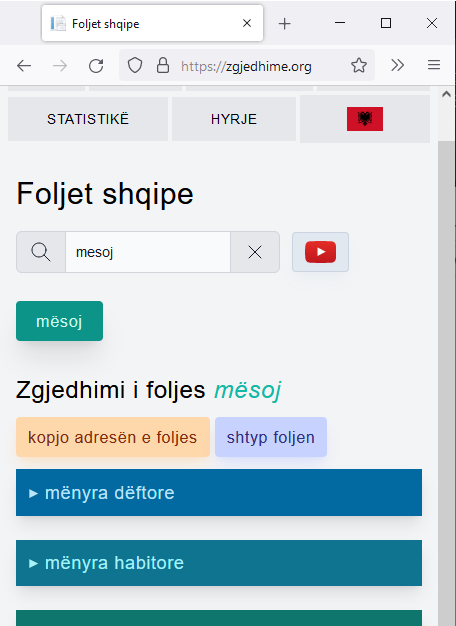 Foljet shqipe
https://zgjedhime.org
STATISTIKË HYRJE
Foljet shqipe
mesoj
mësoj
Zgjedhimi i foljes mësoj
kopjo adresën e foljes shtyp foljen
▸ mënyra dëftore
▸ mënyra habitore